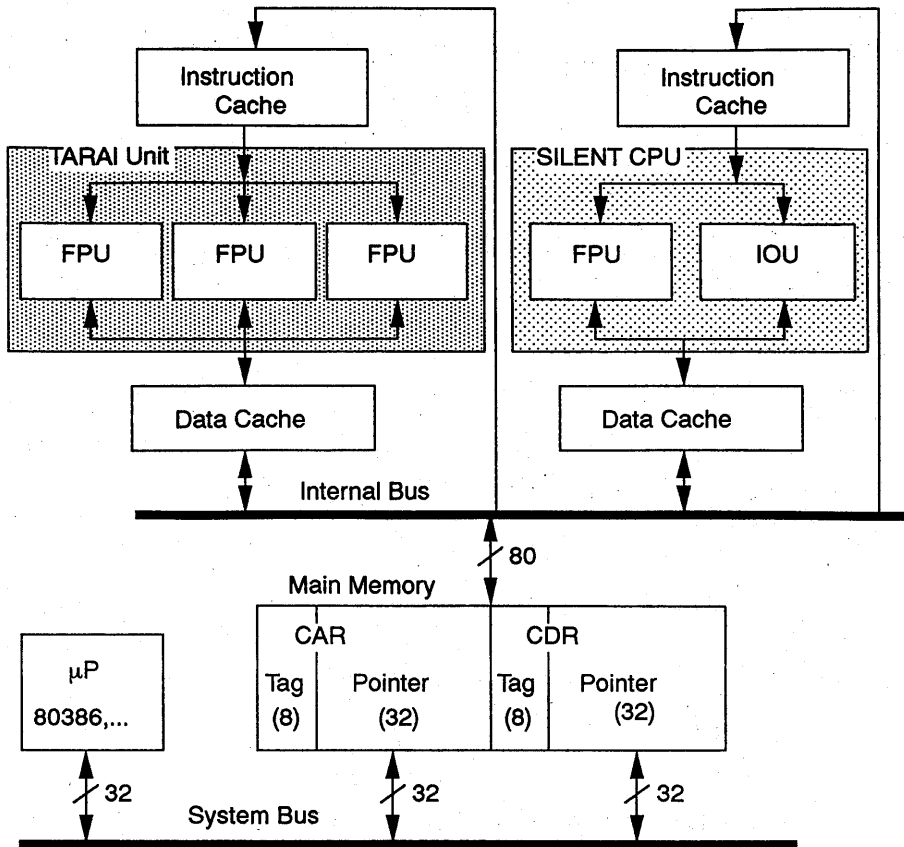 Instruction
Cache
Instruction
Cache
TARAI Unit
SILENT CPU
FPU
FPU
FPU
FPU
IOU
Data Cache
Data Cache
Internal Bus
80
Main Memory
CAR
CDR
µP
80386,...
Tag
(8)
Pointer
(32)
Tag
(8)
Pointer
(32)
32
32
32
System Bus